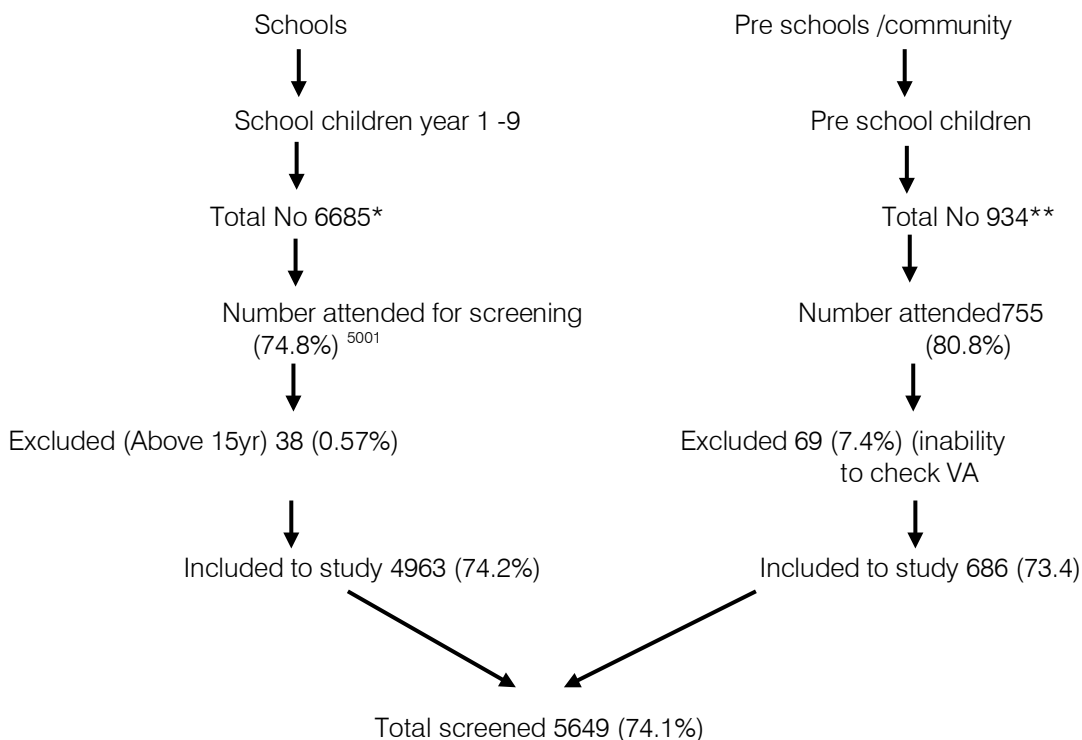 Schools
School children year 1 -9
Total No 6685*
Number attended for screening
(74.8%) 5001
Excluded (Above 15yr) 38 (0.57%)
Included to study 4963 (74.2%)
Pre schools /community
Pre school children
Total No 934**
Number attended755
(80.8%)
Excluded 69 (7.4%) (inability
to check VA
Included to study 686 (73.4)
Total screened 5649 (74.1%)